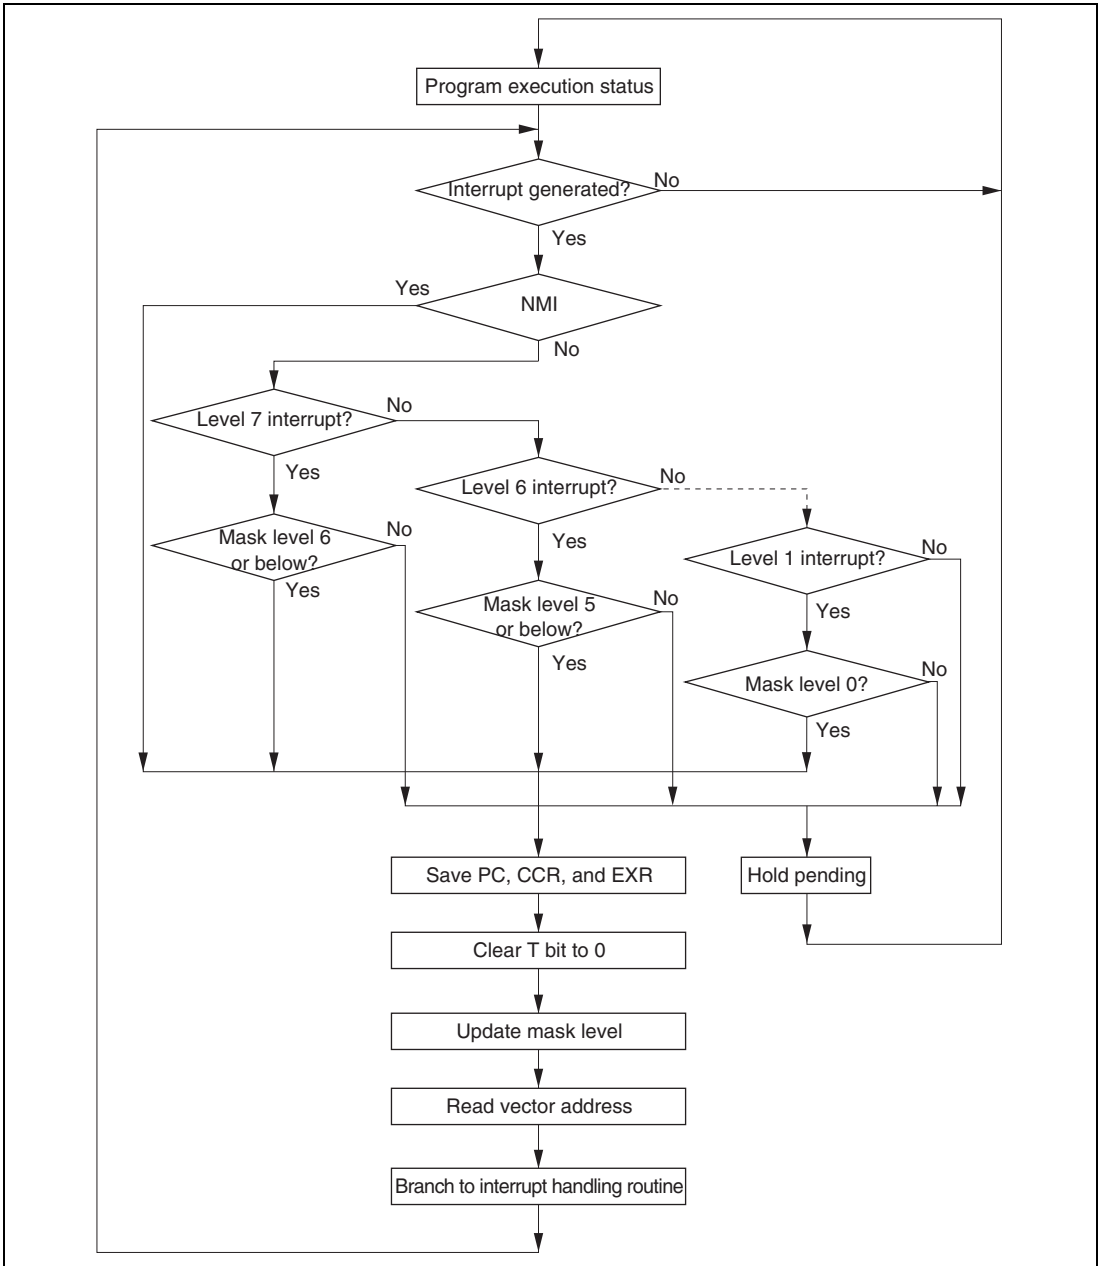 Program execution status
Interrupt generated?
No
Yes
Yes
NMI
No
Level 7 interrupt?
No
Yes
Level 6 interrupt?
No
Mask level 6
or below?
No
Yes
Yes
Level 1 interrupt?
No
Mask level 5
or below?
No
Yes
Yes
Mask level 0?
No
Yes
Save PC, CCR, and EXR
Hold pending
Clear T bit to 0
Update mask level
Read vector address
Branch to interrupt handling routine